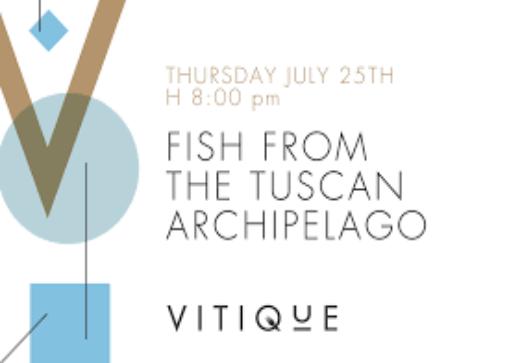 THURSDAY JULY 25TH
H 8:00 pm
FISH FROM
THE TUSCAN
ARCHIPELAGO
VITIQUE